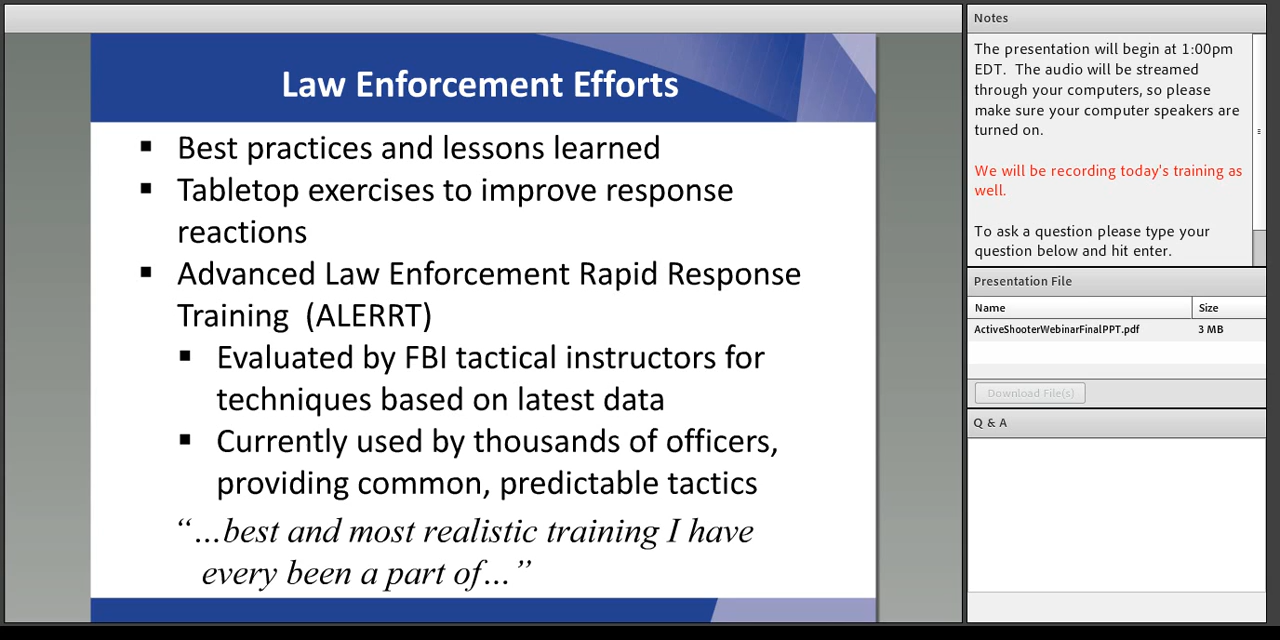 Law Enforcement Efforts
▪ Best practices and lessons learned
▪ Tabletop exercises to improve response
reactions
▪ Advanced Law Enforcement Rapid Response
Training (ALERRT)
▪ Evaluated by FBI tactical instructors for
techniques based on latest data
▪ Currently used by thousands of officers,
providing common, predictable tactics
“…best and most realistic training I have
every been a part of…”
Notes
The presentation will begin at 1:00pm
EDT. The audio will be streamed
through your computers, so please
make sure your computer speakers are
turned on.
We will be recording today's training as
well.
To ask a question please type your
question below and hit enter.
Presentation File
Name Size
ActiveShooterWebinarFinalPPT.pdf 3 MB
Download File(s)
Q & A